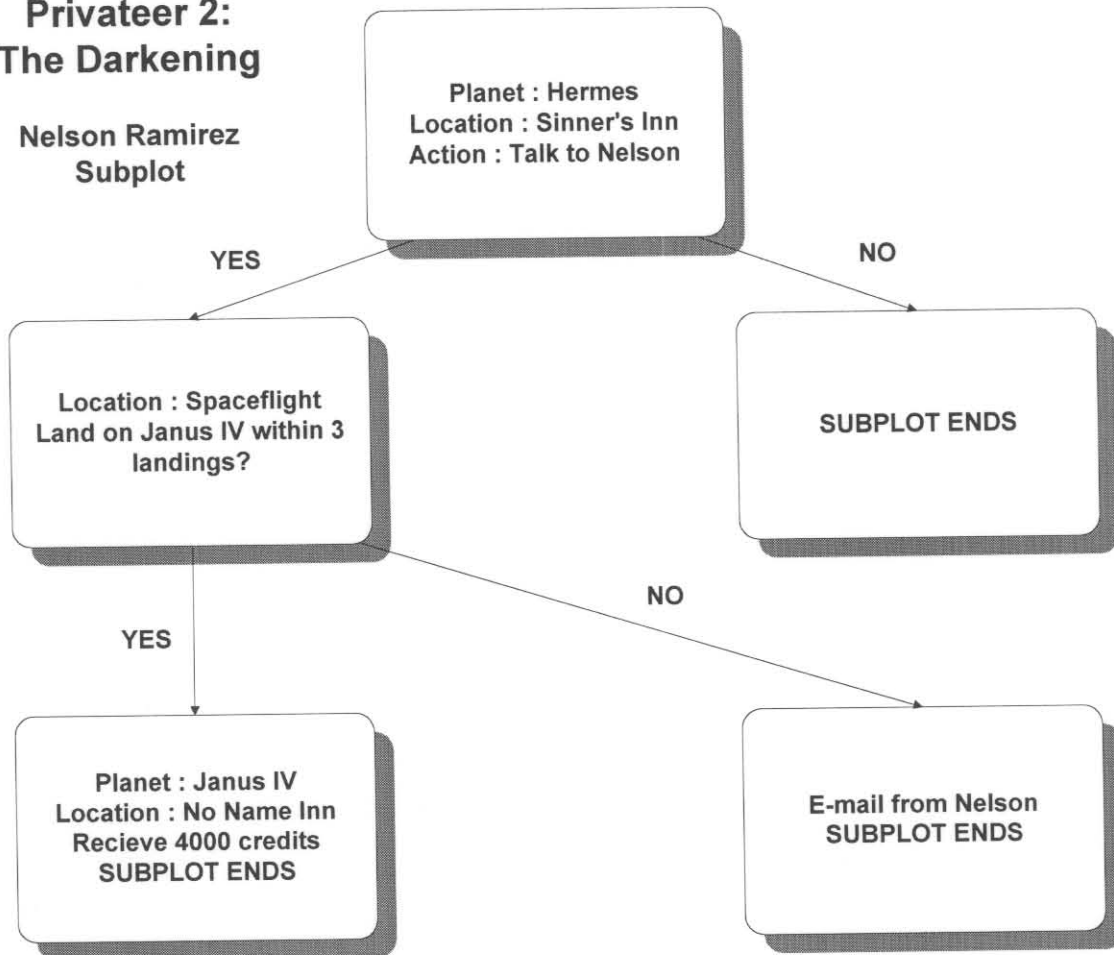 Privateer 2:
The Darkening
Nelson Ramirez
Subplot
Planet : Hermes
Location : Sinner's Inn
Action : Talk to Nelson
YES
NO
Location : Spaceflight
Land on Janus IV within 3
landings?
SUBPLOT ENDS
YES
NO
Planet : Janus IV
Location : No Name Inn
Recieve 4000 credits
SUBPLOT ENDS
E-mail from Nelson
SUBPLOT ENDS